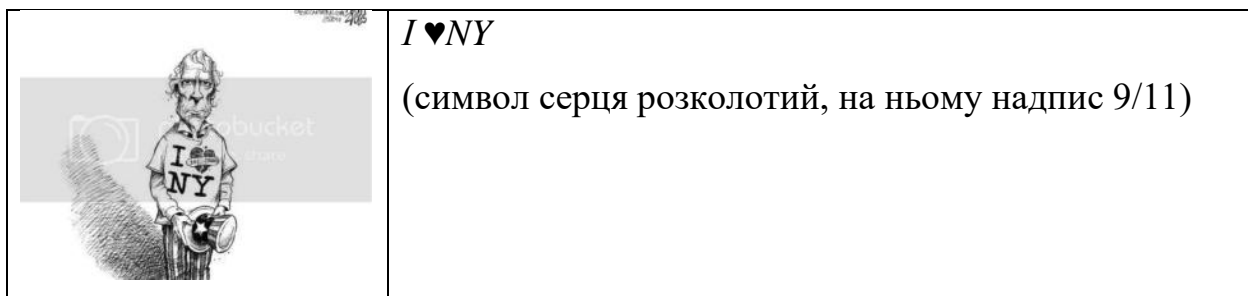 I ♥NY
(символ серця розколотий, на ньому надпис 9/11)
I ♥
NY